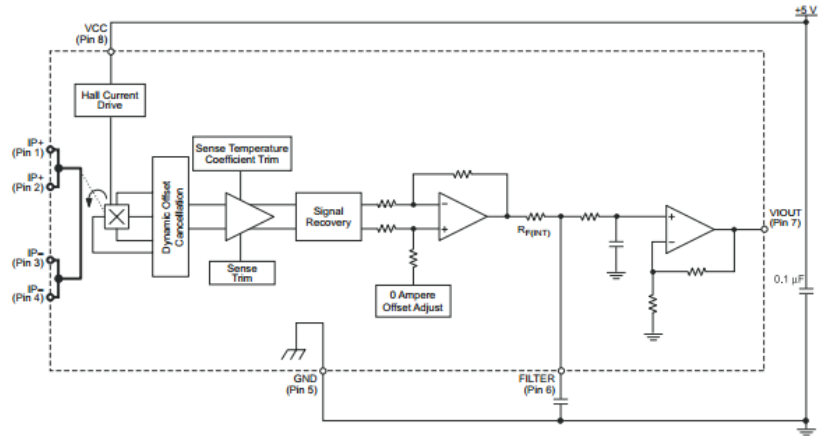 +5 V
VCC
(Pin 8)
Hall Current
Drive
IP+
(Pin 1)
IP+
(Pin 2)
IP−
(Pin 3)
IP−
(Pin 4)
Dynamic Offset
Cancellation
Sense Temperature
Coefficient Trim
Sense
Trim
Signal
Recovery
0 Ampere
Offset Adjust
RF(INT)
VIOUT
(Pin 7)
0.1 μF
GND
(Pin 5)
FILTER
(Pin 6)